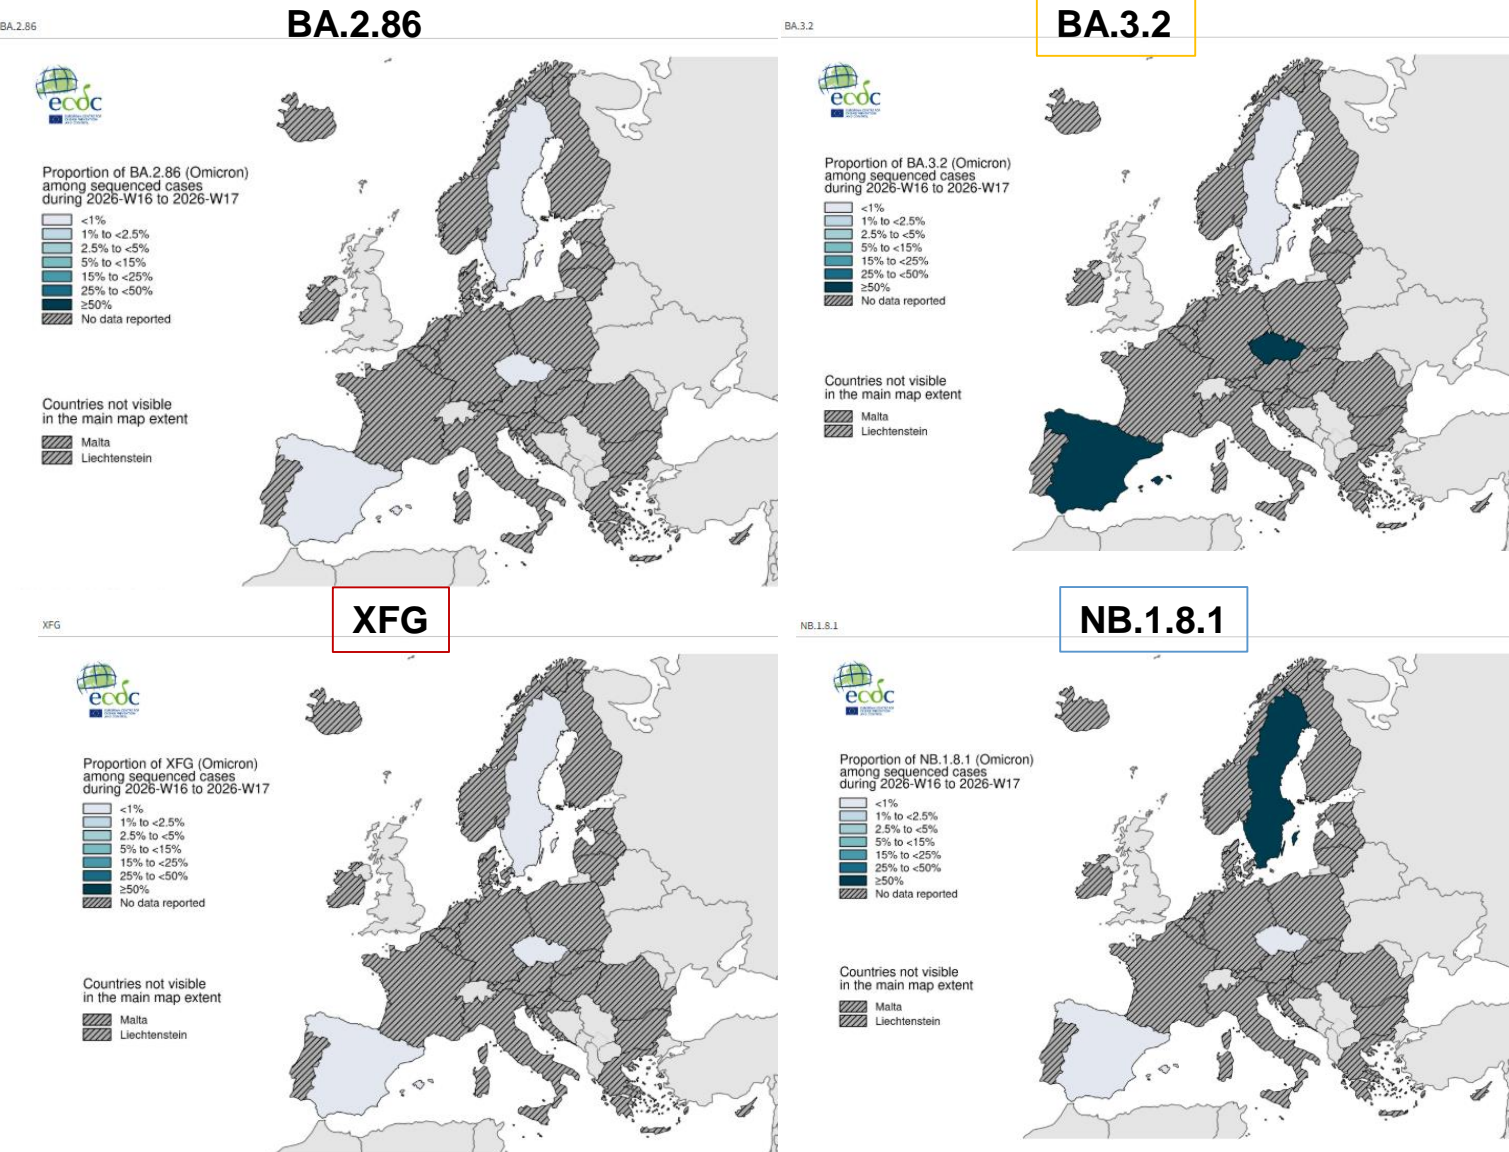 BA.2.86
BA.2.86
ecdc
Proportion of BA.2.86 (Omicron)
among sequenced cases
during 2026-W16 to 2026-W17
<1%
1% to <2.5%
2.5% to <5%
5% to <15%
15% to <25%
25% to <50%
≥50%
No data reported
Countries not visible
in the main map extent
Malta
Liechtenstein
BA.3.2
BA.3.2
ecdc
Proportion of BA.3.2 (Omicron)
among sequenced cases
during 2026-W16 to 2026-W17
<1%
1% to <2.5%
2.5% to <5%
5% to <15%
15% to <25%
25% to <50%
≥50%
No data reported
Countries not visible
in the main map extent
Malta
Liechtenstein
XFG
XFG
ecdc
Proportion of XFG (Omicron)
among sequenced cases
during 2026-W16 to 2026-W17
<1%
1% to <2.5%
2.5% to <5%
5% to <15%
15% to <25%
25% to <50%
≥50%
No data reported
Countries not visible
in the main map extent
Malta
Liechtenstein
NB.1.8.1
NB.1.8.1
ecdc
Proportion of NB.1.8.1 (Omicron)
among sequenced cases
during 2026-W16 to 2026-W17
<1%
1% to <2.5%
2.5% to <5%
5% to <15%
15% to <25%
25% to <50%
≥50%
No data reported
Countries not visible
in the main map extent
Malta
Liechtenstein